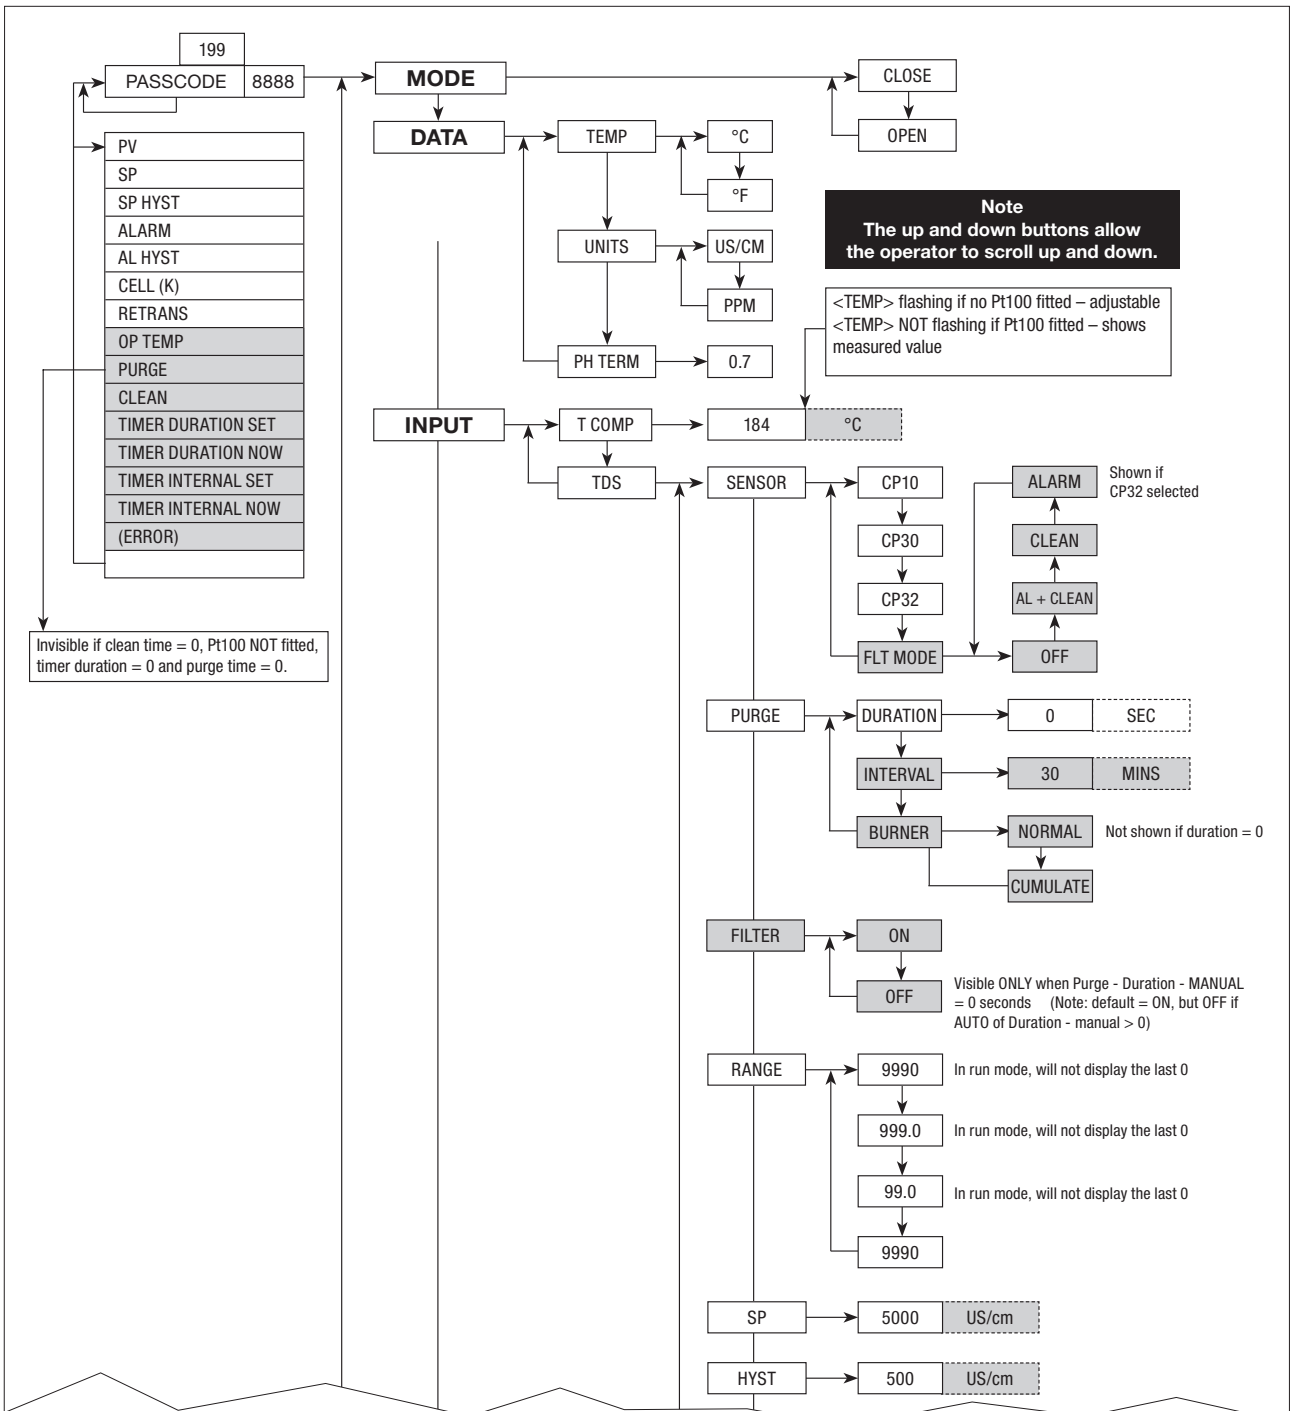 199
PASSCODE 8888
MODE
CLOSE
OPEN
DATA
TEMP
°C
°F
UNITS
US/CM
PPM
PH TERM
0.7
PV
SP
SP HYST
ALARM
AL HYST
CELL (K)
RETRANS
OP TEMP
PURGE
CLEAN
TIMER DURATION SET
TIMER DURATION NOW
TIMER INTERNAL SET
TIMER INTERNAL NOW
(ERROR)
Invisible if clean time = 0, Pt100 NOT fitted,
timer duration = 0 and purge time = 0.
Note
The up and down buttons allow
the operator to scroll up and down.
<TEMP> flashing if no Pt100 fitted – adjustable
<TEMP> NOT flashing if Pt100 fitted – shows
measured value
INPUT
T COMP
184 °C
TDS
SENSOR
CP10
CP30
CP32
FLT MODE
ALARM
Shown if
CP32 selected
CLEAN
AL + CLEAN
OFF
PURGE
DURATION
0 SEC
INTERVAL
30 MINS
BURNER
NORMAL
Not shown if duration = 0
CUMULATE
FILTER
ON
OFF
Visible ONLY when Purge - Duration - MANUAL
= 0 seconds (Note: default = ON, but OFF if
AUTO of Duration - manual > 0)
RANGE
9990
In run mode, will not display the last 0
999.0
In run mode, will not display the last 0
99.0
In run mode, will not display the last 0
9990
SP
5000 US/cm
HYST
500 US/cm